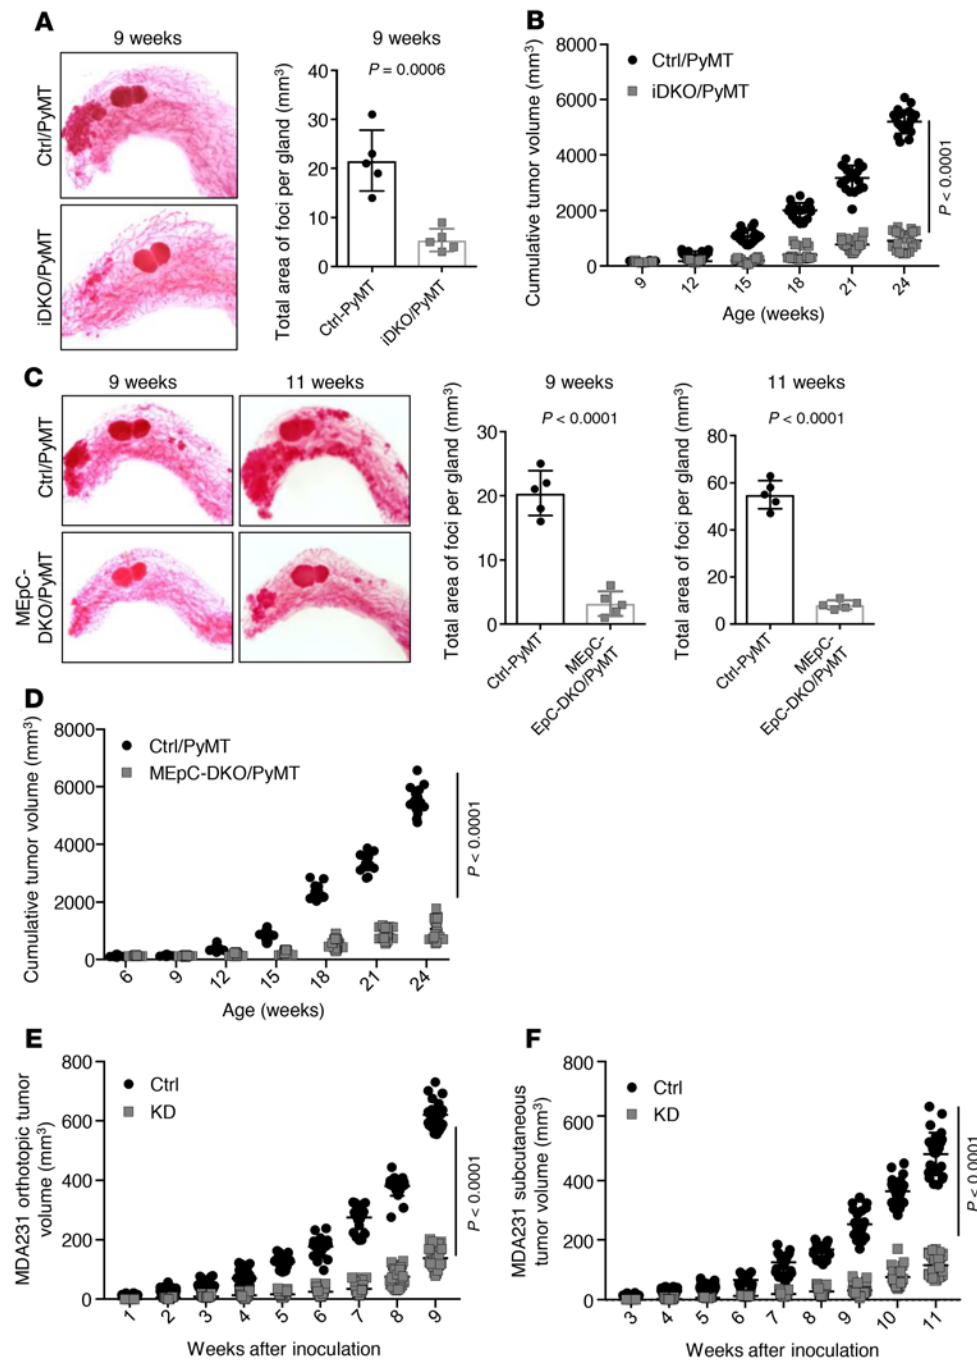 A
9 weeks
Ctrl/PyMT
iDKO/PyMT
9 weeks
P = 0.0006
Total area of foci per gland (mm³)
40
30
20
10
0
Ctrl-PyMT
iDKO/PyMT
B
Cumulative tumor volume (mm³)
8000
6000
4000
2000
0
Ctrl/PyMT
iDKO/PyMT
P < 0.0001
9 12 15 18 21 24
Age (weeks)
C
9 weeks
11 weeks
Ctrl/PyMT
MEpC-
DKO/PyMT
9 weeks
P < 0.0001
Total area of foci per gland (mm³)
30
20
10
0
Ctrl-PyMT
MEpC-
EpC-DKO/PyMT
11 weeks
P < 0.0001
Total area of foci per gland (mm³)
80
60
40
20
0
Ctrl-PyMT
MEpC-
EpC-DKO/PyMT
D
Cumulative tumor volume (mm³)
8000
6000
4000
2000
0
Ctrl/PyMT
MEpC-DKO/PyMT
P < 0.0001
6 9 12 15 18 21 24
Age (weeks)
E
MDA231 orthotopic tumor
volume (mm³)
800
600
400
200
0
Ctrl
KD
P < 0.0001
1 2 3 4 5 6 7 8 9
Weeks after inoculation
F
MDA231 subcutaneous
tumor volume (mm³)
800
600
400
200
0
Ctrl
KD
P < 0.0001
3 4 5 6 7 8 9 10 11
Weeks after inoculation